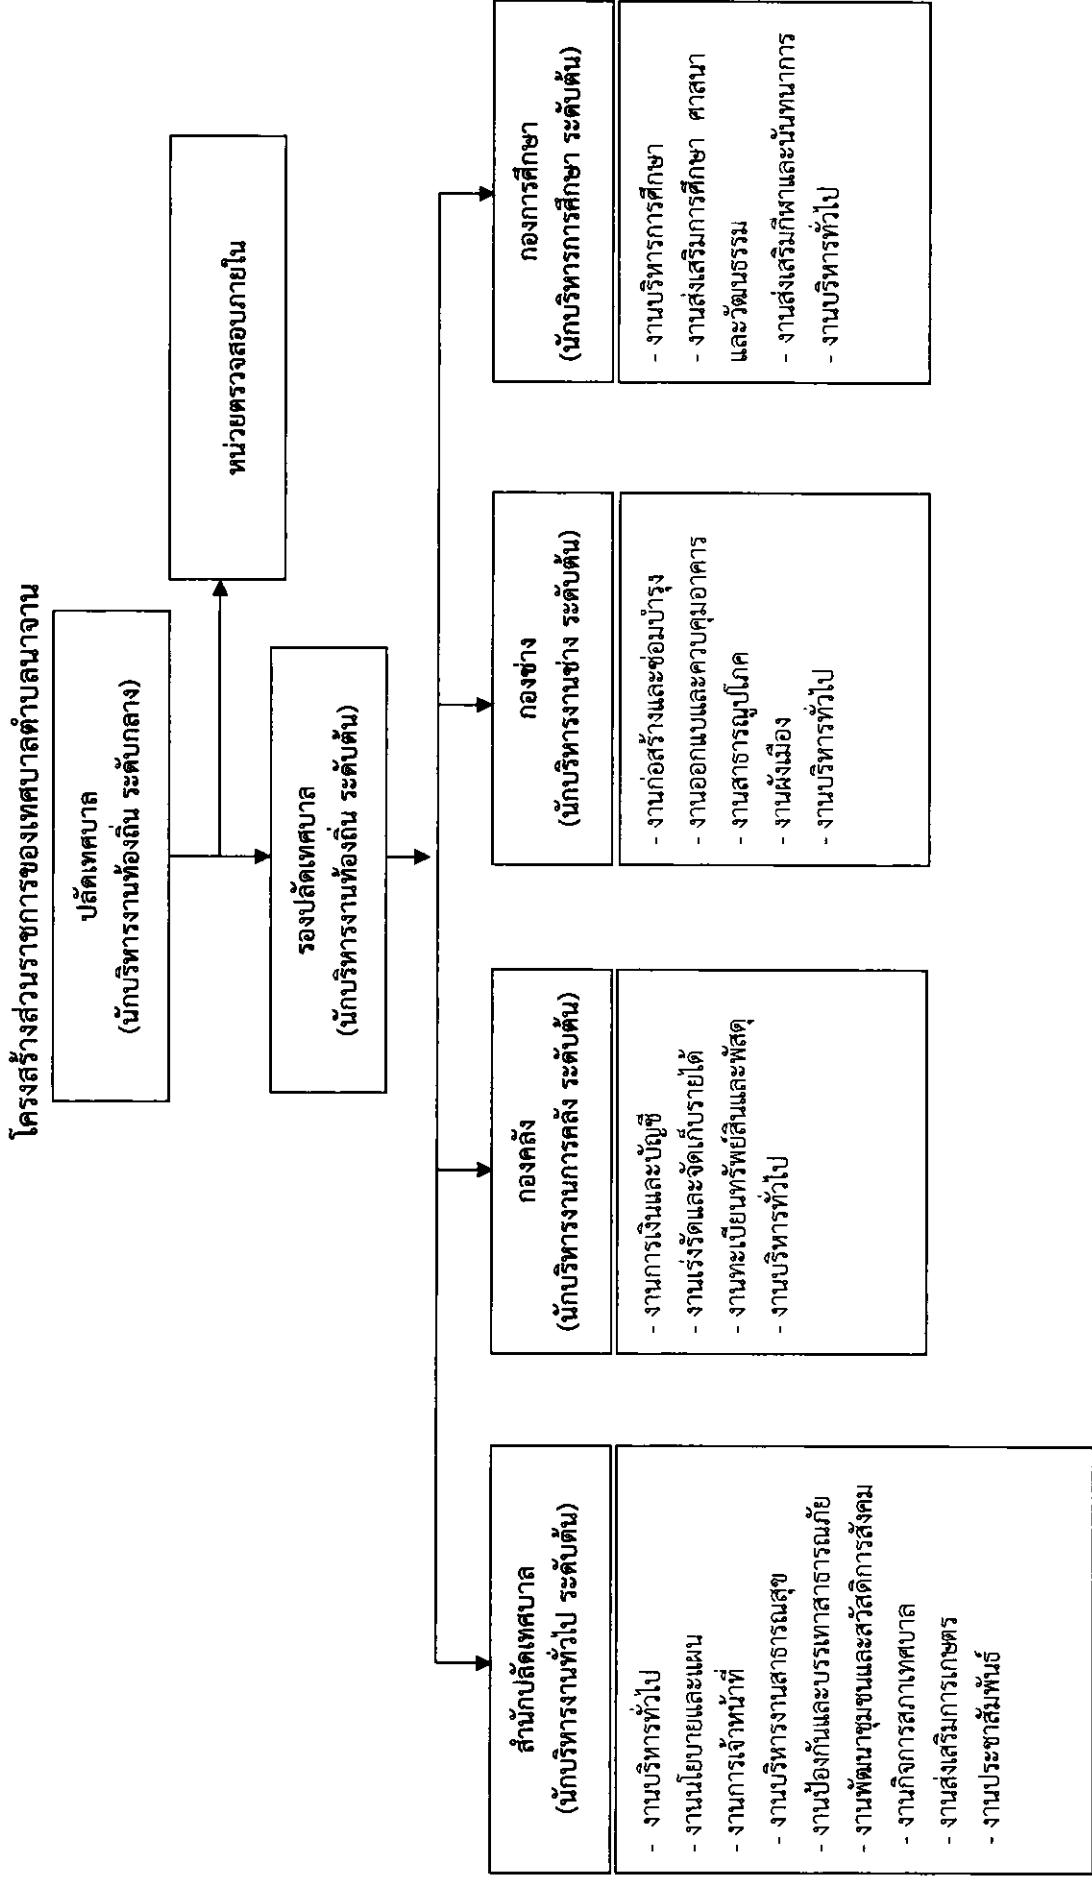 โครงสร้างส่วนราชการของเทศบาลตำบลนาจาน
ปลัดเทศบาล
(นักบริหารงานท้องถิ่น ระดับกลาง)
หน่วยตรวจสอบภายใน
รองปลัดเทศบาล
(นักบริหารงานท้องถิ่น ระดับต้น)
สำนักปลัดเทศบาล
(นักบริหารงานทั่วไป ระดับต้น)
- งานบริหารทั่วไป
- งานนโยบายและแผน
- งานการเจ้าหน้าที่
- งานบริหารงานสาธารณสุข
- งานป้องกันและบรรเทาสาธารณภัย
- งานพัฒนาชุมชนและสวัสดิการสังคม
- งานกิจการสภาเทศบาล
- งานส่งเสริมการเกษตร
- งานประชาสัมพันธ์
กองคลัง
(นักบริหารงานการคลัง ระดับต้น)
- งานการเงินและบัญชี
- งานเร่งรัดและจัดเก็บรายได้
- งานทะเบียนทรัพย์สินและพัสดุ
- งานบริหารทั่วไป
กองช่าง
(นักบริหารงานช่าง ระดับต้น)
- งานก่อสร้างและซ่อมบำรุง
- งานออกแบบและควบคุมอาคาร
- งานสาธารณูปโภค
- งานผังเมือง
- งานบริหารทั่วไป
กองการศึกษา
(นักบริหารการศึกษา ระดับต้น)
- งานบริหารการศึกษา
- งานส่งเสริมการศึกษา ศาสนา
และวัฒนธรรม
- งานส่งเสริมกีฬาและนันทนาการ
- งานบริหารทั่วไป